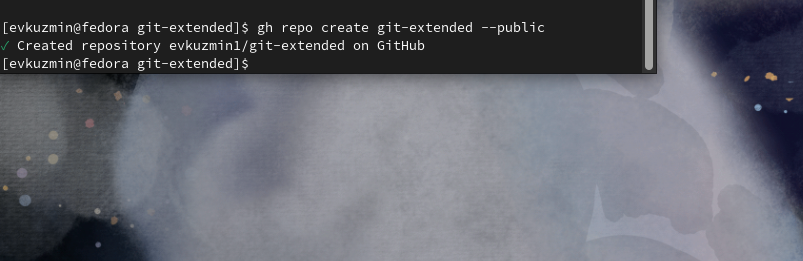 [evkuzmin@fedora git-extended]$ gh repo create git-extended --public
✓ Created repository evkuzmin1/git-extended on GitHub
[evkuzmin@fedora git-extended]$